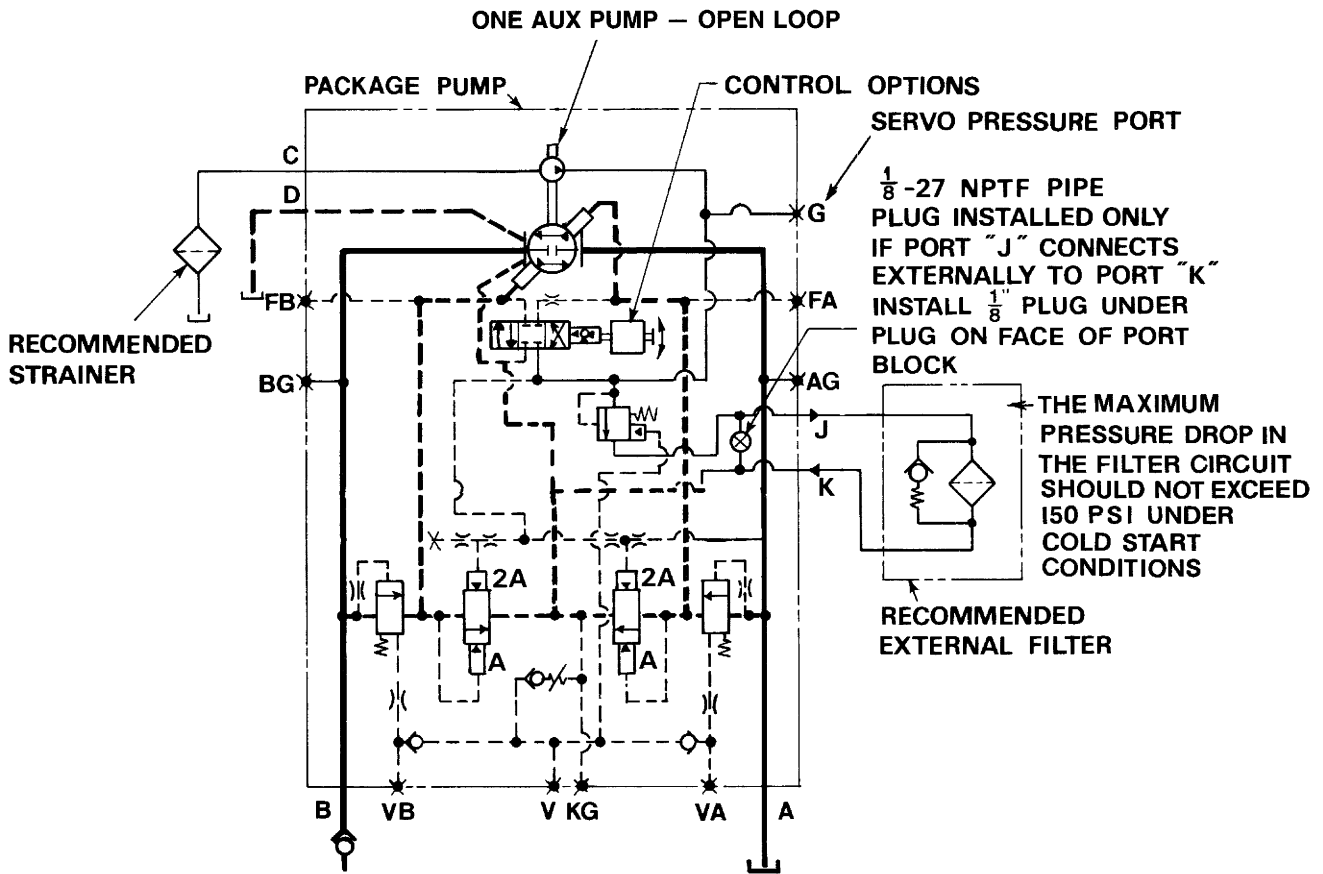 ONE AUX PUMP — OPEN LOOP
PACKAGE PUMP
CONTROL OPTIONS
SERVO PRESSURE PORT
C
D
G
1/8 -27 NPTF PIPE
PLUG INSTALLED ONLY
IF PORT "J" CONNECTS
EXTERNALLY TO PORT "K"
INSTALL 1/8" PLUG UNDER
PLUG ON FACE OF PORT
BLOCK
FB
FA
RECOMMENDED
STRAINER
BG
AG
J
K
THE MAXIMUM
PRESSURE DROP IN
THE FILTER CIRCUIT
SHOULD NOT EXCEED
150 PSI UNDER
COLD START
CONDITIONS
2A
2A
A
A
RECOMMENDED
EXTERNAL FILTER
B
VB
V
KG
VA
A